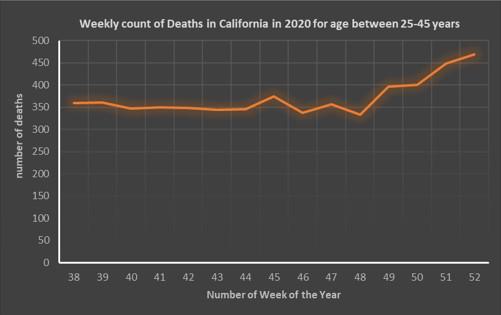 Weekly count of Deaths in California in 2020 for age between 25-45 years
500
450
400
350
300
250
200
150
100
50
0
number of deaths
38 39 40 41 42 43 44 45 46 47 48 49 50 51 52
Number of Week of the Year